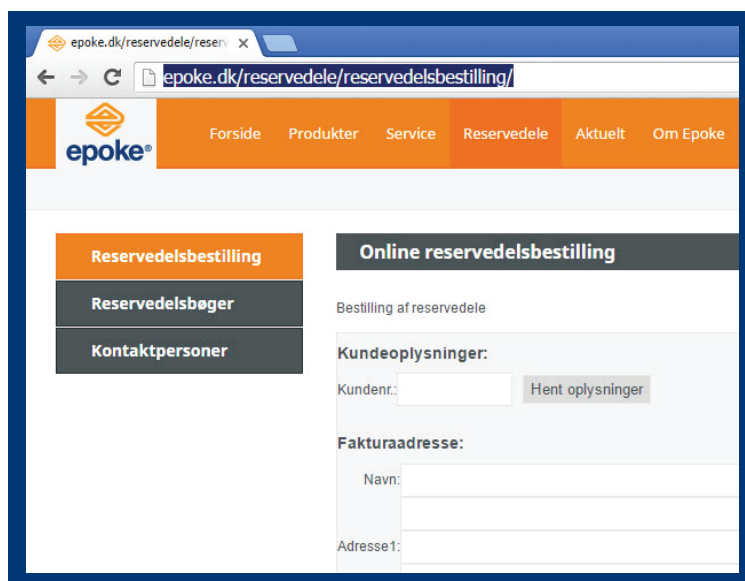 epoke.dk/reservedele/reserv
epoke.dk/reservedele/reservedelsbestilling/
epoke®
Forside Produkter Service Reservedele Aktuelt Om Epoke
Reservedelsbestilling
Reservedelsbøger
Kontaktpersoner
Online reservedelsbestilling
Bestilling af reservedele
Kundeoplysninger:
Kundenr.: Hent oplysninger
Fakturaadresse:
Navn:
Adresse1: